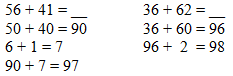 56 + 41 = __
50 + 40 = 90
6 + 1 = 7
90 + 7 = 97
36 + 62 = __
36 + 60 = 96
96 + 2 = 98